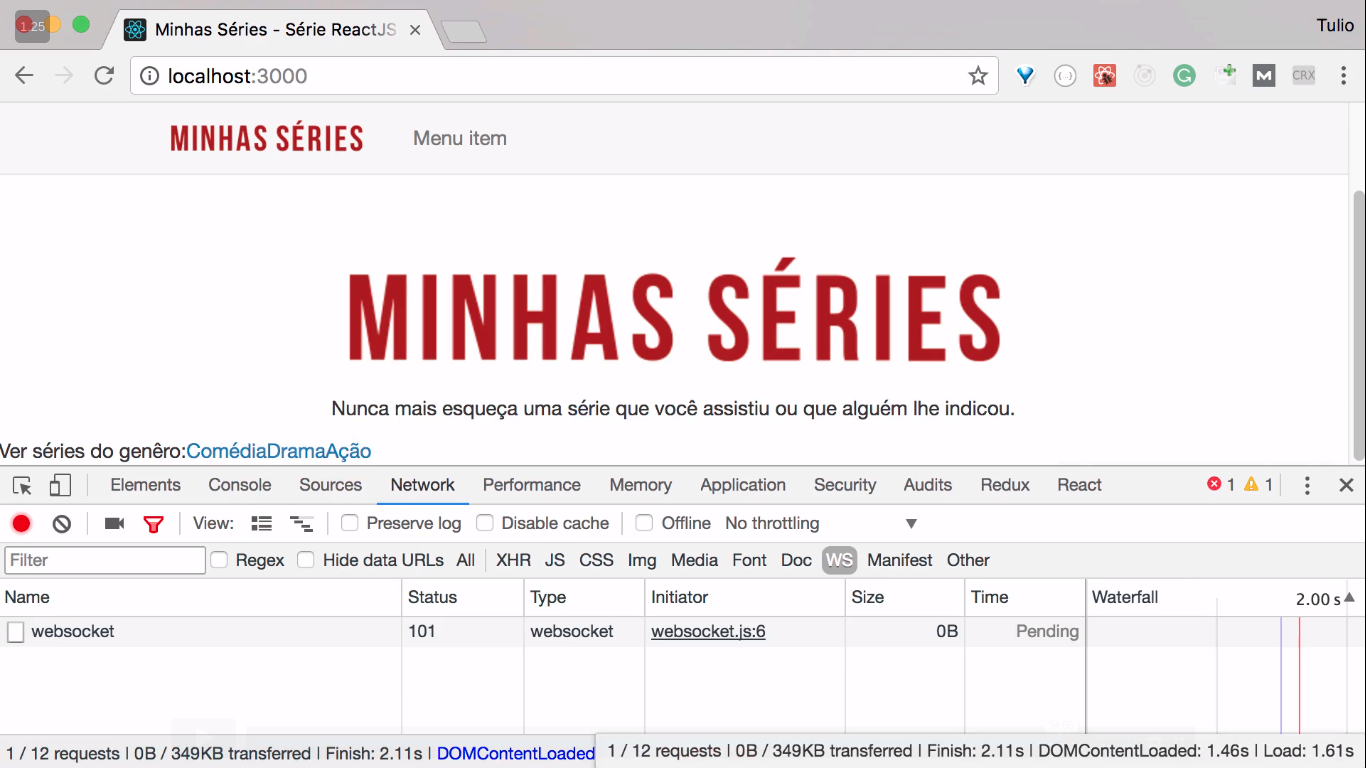 1.25
Minhas Séries - Série ReactJS
Tulio
localhost:3000
CRX
MINHAS SÉRIES
Menu item
MINHAS SÉRIES
Nunca mais esqueça uma série que você assistiu ou que alguém lhe indicou.
Ver séries do genêro:ComédiaDramaAção
Elements Console Sources Network Performance Memory Application Security Audits Redux React 1 1
View: Preserve log Disable cache Offline No throttling
Filter Regex Hide data URLs All XHR JS CSS Img Media Font Doc WS Manifest Other
Name Status Type Initiator Size Time Waterfall 2.00 s
websocket 101 websocket websocket.js:6 0B Pending
1 / 12 requests | 0B / 349KB transferred | Finish: 2.11s | DOMContentLoaded
1 / 12 requests | 0B / 349KB transferred | Finish: 2.11s | DOMContentLoaded: 1.46s | Load: 1.61s